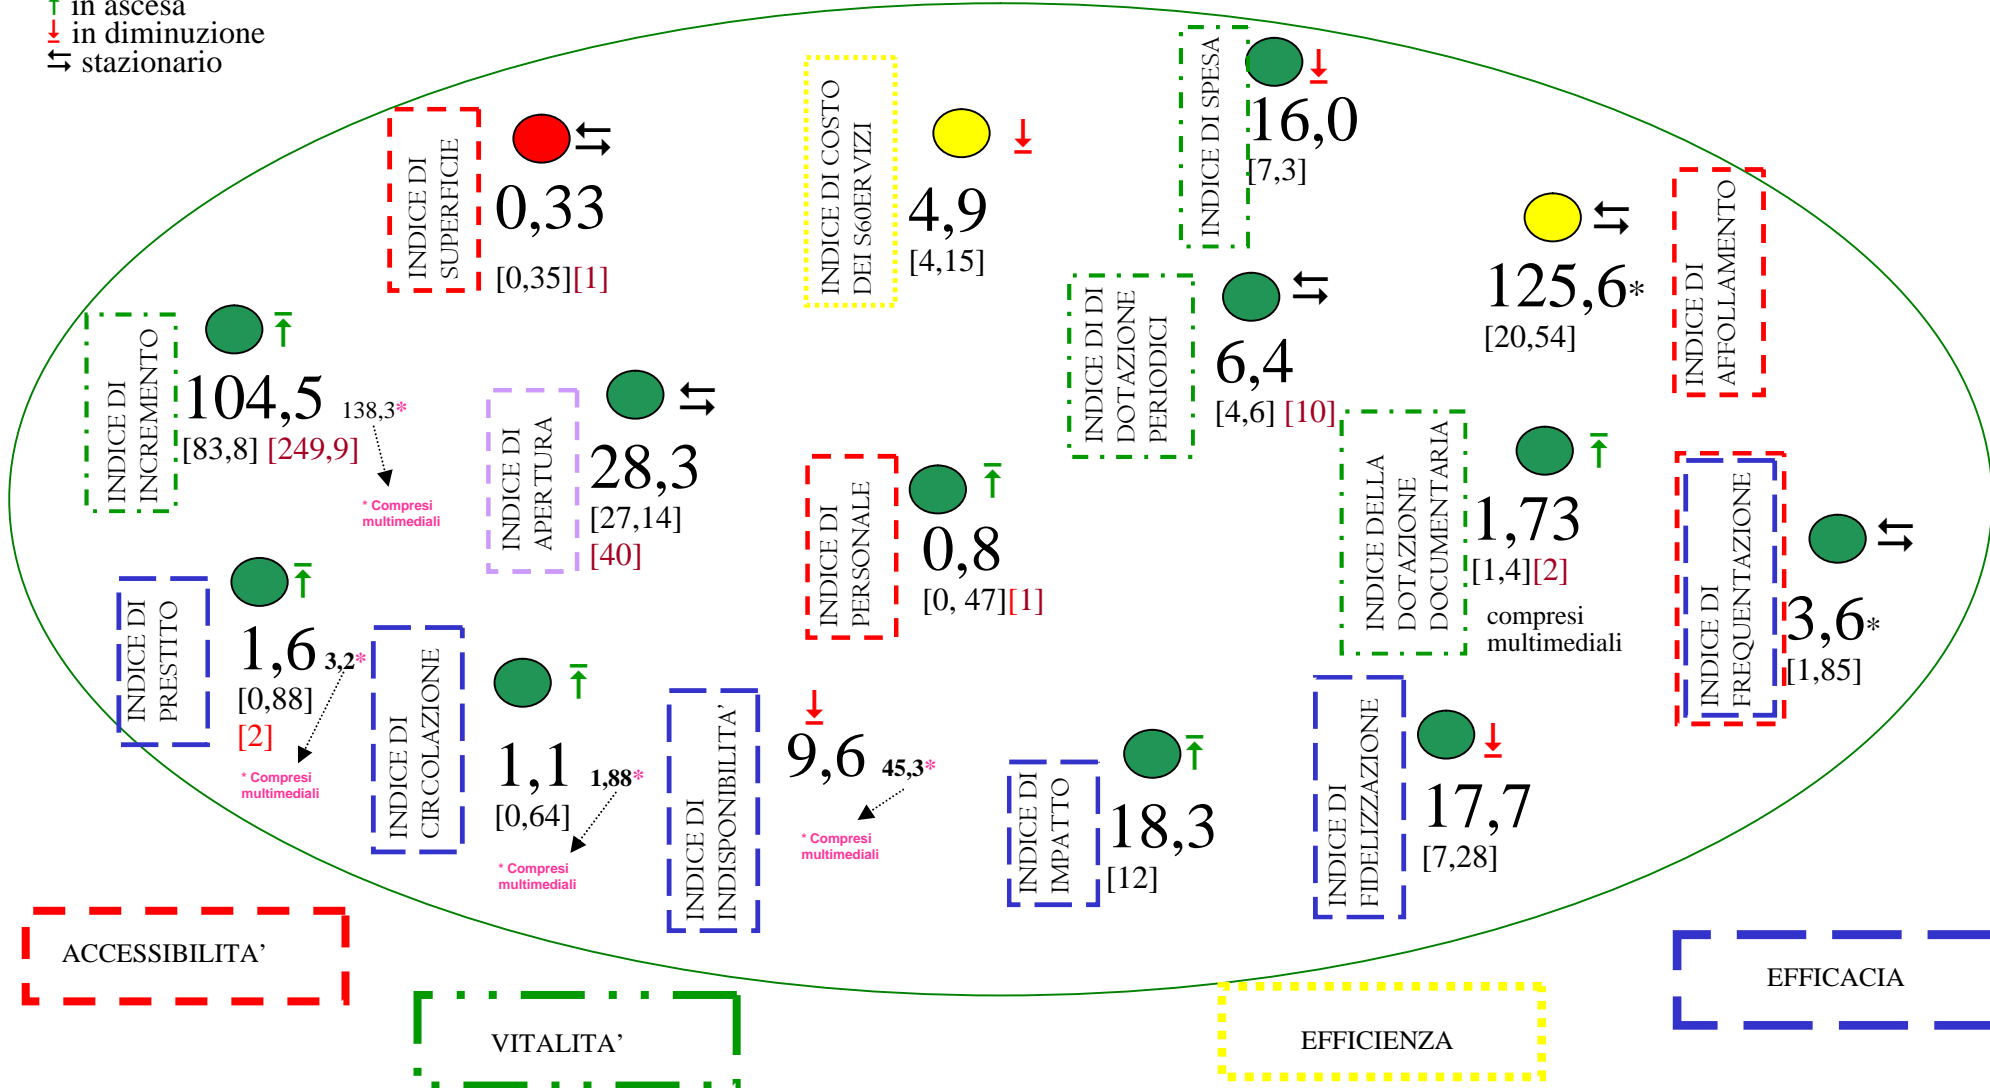 in ascesa
in diminuzione
stazionario
INDICE DI
SUPERFICIE
0,33
[0,35][1]
INDICE DI COSTO
DEI S60ERVIZI
4,9
[4,15]
INDICE DI SPESA
16,0
[7,3]
125,6*
[20,54]
INDICE DI
AFFOLLAMENTO
INDICE DI
INCREMENTO
104,5
138,3*
[83,8] [249,9]
* Compresi
multimediali
INDICE DI
APERTURA
28,3
[27,14]
[40]
INDICE DI DI
DOTAZIONE
PERIODICI
6,4
[4,6] [10]
INDICE DI
PERSONALE
0,8
[0, 47][1]
INDICE DELLA
DOTAZIONE
DOCUMENTARIA
1,73
[1,4][2]
compresi
multimediali
INDICE DI
FREQUENTAZIONE
3,6*
[1,85]
INDICE DI
PRESTITO
1,6 3,2*
[0,88]
[2]
* Compresi
multimediali
INDICE DI
CIRCOLAZIONE
1,1 1,88*
[0,64]
* Compresi
multimediali
INDICE DI
INDISPONIBILITA'
9,6 45,3*
* Compresi
multimediali
INDICE DI
IMPATTO
18,3
[12]
INDICE DI
FIDELIZZAZIONE
17,7
[7,28]
ACCESSIBILITA’
VITALITA’
EFFICIENZA
EFFICACIA